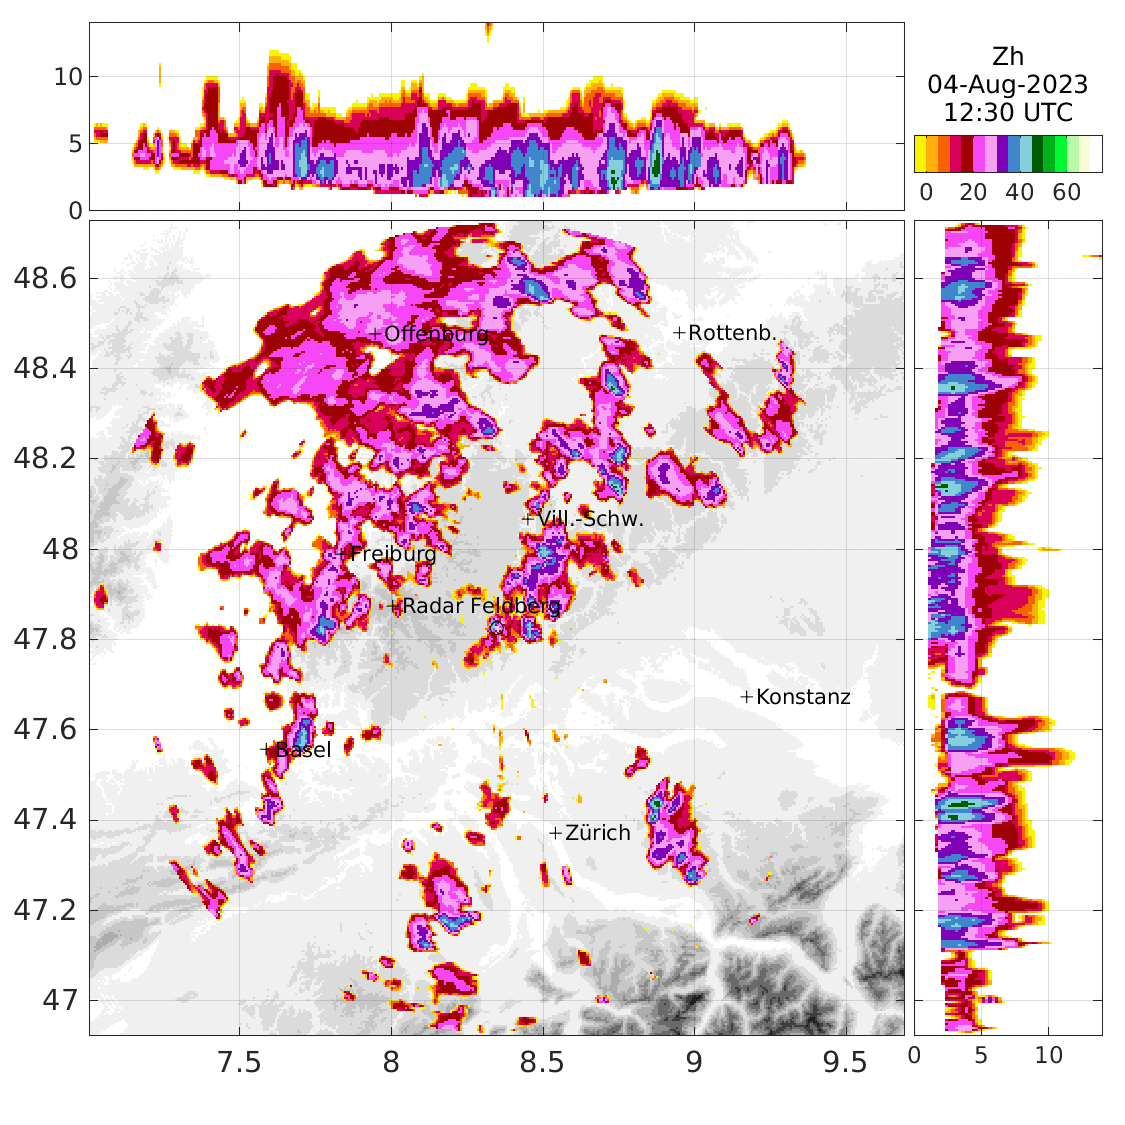 Zh
04-Aug-2023
12:30 UTC
0 20 40 60
10
5
0
48.6
48.4
48.2
48
47.8
47.6
47.4
47.2
47
+Offenburg
+Rottenb.
+Vill.-Schw.
+Freiburg
+Radar Feldberg
+Konstanz
+Basel
+Zürich
7.5 8 8.5 9 9.5
0 5 10